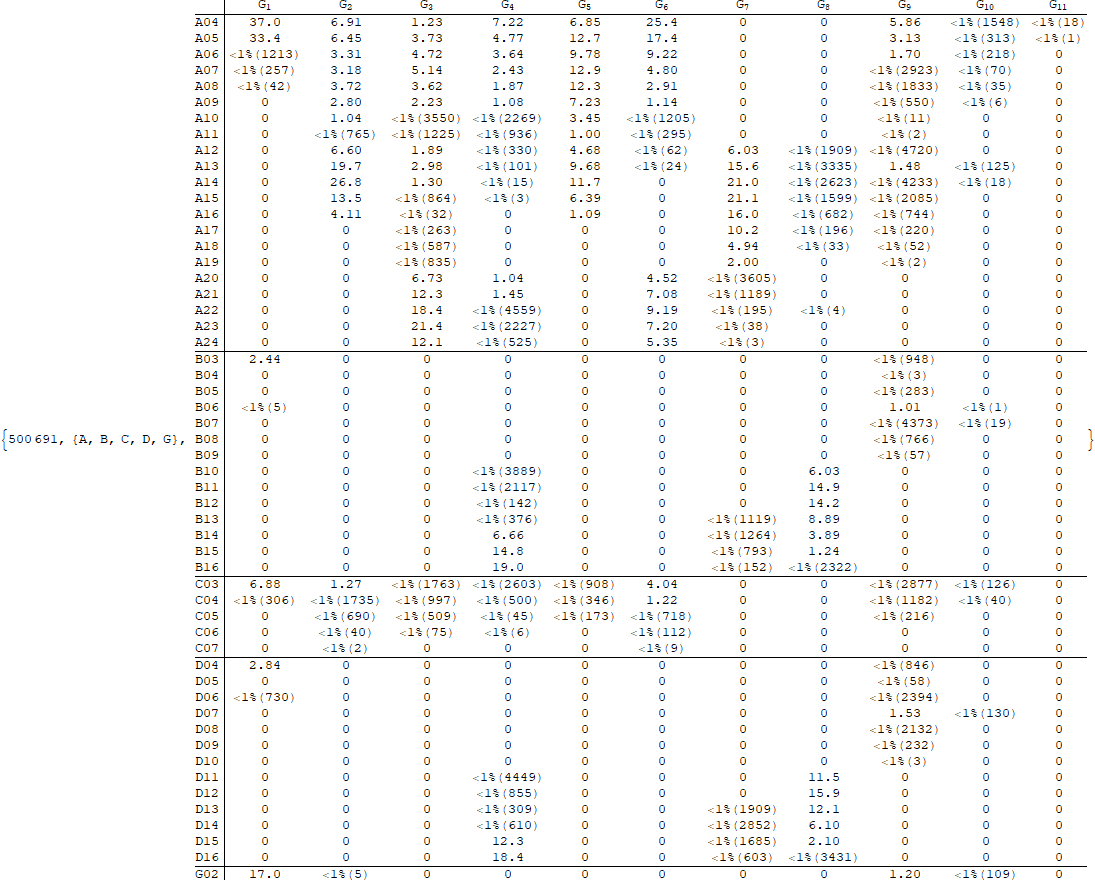 G₁ G₂ G₃ G₄ G₅ G₆ G₇ G₈ G₉ G₁₀ G₁₁
A04 37.0 6.91 1.23 7.22 6.85 25.4 0 0 5.86 <1%(1548) <1%(18)
A05 33.4 6.45 3.73 4.77 12.7 17.4 0 0 3.13 <1%(313) <1%(1)
A06 <1%(1213) 3.31 4.72 3.64 9.78 9.22 0 0 1.70 <1%(218) 0
A07 <1%(257) 3.18 5.14 2.43 12.9 4.80 0 0 <1%(2923) <1%(70) 0
A08 <1%(42) 3.72 3.62 1.87 12.3 2.91 0 0 <1%(1833) <1%(35) 0
A09 0 2.80 2.23 1.08 7.23 1.14 0 0 <1%(550) <1%(6) 0
A10 0 1.04 <1%(3550) <1%(2269) 3.45 <1%(1205) 0 0 <1%(11) 0 0
A11 0 <1%(765) <1%(1225) <1%(936) 1.00 <1%(295) 0 0 <1%(2) 0 0
A12 0 6.60 1.89 <1%(330) 4.68 <1%(62) 6.03 <1%(1909) <1%(4720) 0 0
A13 0 19.7 2.98 <1%(101) 9.68 <1%(24) 15.6 <1%(3335) 1.48 <1%(125) 0
A14 0 26.8 1.30 <1%(15) 11.7 0 21.0 <1%(2623) <1%(4233) <1%(18) 0
A15 0 13.5 <1%(864) <1%(3) 6.39 0 21.1 <1%(1599) <1%(2085) 0 0
A16 0 4.11 <1%(32) 0 1.09 0 16.0 <1%(682) <1%(744) 0 0
A17 0 0 <1%(263) 0 0 0 10.2 <1%(196) <1%(220) 0 0
A18 0 0 <1%(587) 0 0 0 4.94 <1%(33) <1%(52) 0 0
A19 0 0 <1%(835) 0 0 0 2.00 0 <1%(2) 0 0
A20 0 0 6.73 1.04 0 4.52 <1%(3605) 0 0 0 0
A21 0 0 12.3 1.45 0 7.08 <1%(1189) 0 0 0 0
A22 0 0 18.4 <1%(4559) 0 9.19 <1%(195) <1%(4) 0 0 0
A23 0 0 21.4 <1%(2227) 0 7.20 <1%(38) 0 0 0 0
A24 0 0 12.1 <1%(525) 0 5.35 <1%(3) 0 0 0 0
B03 2.44 0 0 0 0 0 0 0 <1%(948) 0 0
B04 0 0 0 0 0 0 0 0 <1%(3) 0 0
B05 0 0 0 0 0 0 0 0 <1%(283) 0 0
B06 <1%(5) 0 0 0 0 0 0 0 1.01 <1%(1) 0
B07 0 0 0 0 0 0 0 0 <1%(4373) <1%(19) 0
{500691, {A, B, C, D, G}, B08 0 0 0 0 0 0 0 0 <1%(766) 0 0 }
B09 0 0 0 0 0 0 0 0 <1%(57) 0 0
B10 0 0 0 <1%(3889) 0 0 0 6.03 0 0 0
B11 0 0 0 <1%(2117) 0 0 0 14.9 0 0 0
B12 0 0 0 <1%(142) 0 0 0 14.2 0 0 0
B13 0 0 0 <1%(376) 0 0 <1%(1119) 8.89 0 0 0
B14 0 0 0 6.66 0 0 <1%(1264) 3.89 0 0 0
B15 0 0 0 14.8 0 0 <1%(793) 1.24 0 0 0
B16 0 0 0 19.0 0 0 <1%(152) <1%(2322) 0 0 0
C03 6.88 1.27 <1%(1763) <1%(2603) <1%(908) 4.04 0 0 <1%(2877) <1%(126) 0
C04 <1%(306) <1%(1735) <1%(997) <1%(500) <1%(346) 1.22 0 0 <1%(1182) <1%(40) 0
C05 0 <1%(690) <1%(509) <1%(45) <1%(173) <1%(718) 0 0 <1%(216) 0 0
C06 0 <1%(40) <1%(75) <1%(6) 0 <1%(112) 0 0 0 0 0
C07 0 <1%(2) 0 0 0 <1%(9) 0 0 0 0 0
D04 2.84 0 0 0 0 0 0 0 <1%(846) 0 0
D05 0 0 0 0 0 0 0 0 <1%(58) 0 0
D06 <1%(730) 0 0 0 0 0 0 0 <1%(2394) 0 0
D07 0 0 0 0 0 0 0 0 1.53 <1%(130) 0
D08 0 0 0 0 0 0 0 0 <1%(2132) 0 0
D09 0 0 0 0 0 0 0 0 <1%(232) 0 0
D10 0 0 0 0 0 0 0 0 <1%(3) 0 0
D11 0 0 0 <1%(4449) 0 0 0 11.5 0 0 0
D12 0 0 0 <1%(855) 0 0 0 15.9 0 0 0
D13 0 0 0 <1%(309) 0 0 <1%(1909) 12.1 0 0 0
D14 0 0 0 <1%(610) 0 0 <1%(2852) 6.10 0 0 0
D15 0 0 0 12.3 0 0 <1%(1685) 2.10 0 0 0
D16 0 0 0 18.4 0 0 <1%(603) <1%(3431) 0 0 0
G02 17.0 <1%(5) 0 0 0 0 0 0 1.20 <1%(109) 0